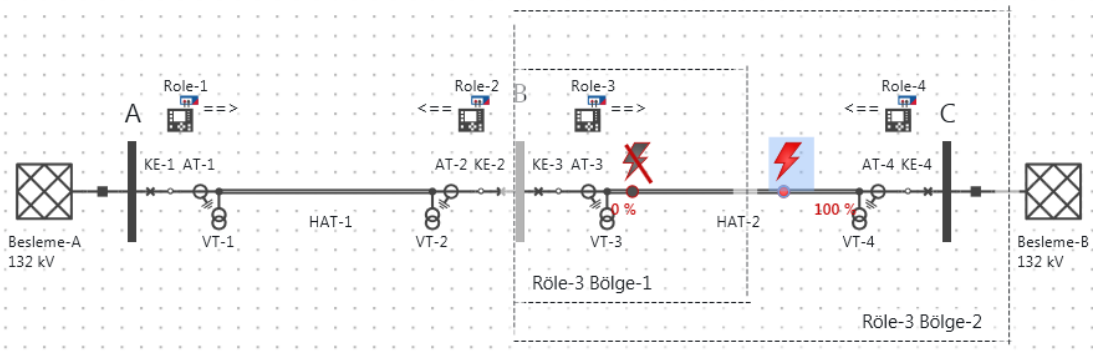 Role-1
Role-2
Role-3
Role-4
A
==>
<==
B
==>
<==
C
KE-1 AT-1
AT-2 KE-2
KE-3 AT-3
AT-4 KE-4
0 %
100 %
HAT-1
HAT-2
VT-1
VT-2
VT-3
VT-4
Besleme-A
132 kV
Besleme-B
132 kV
Röle-3 Bölge-1
Röle-3 Bölge-2